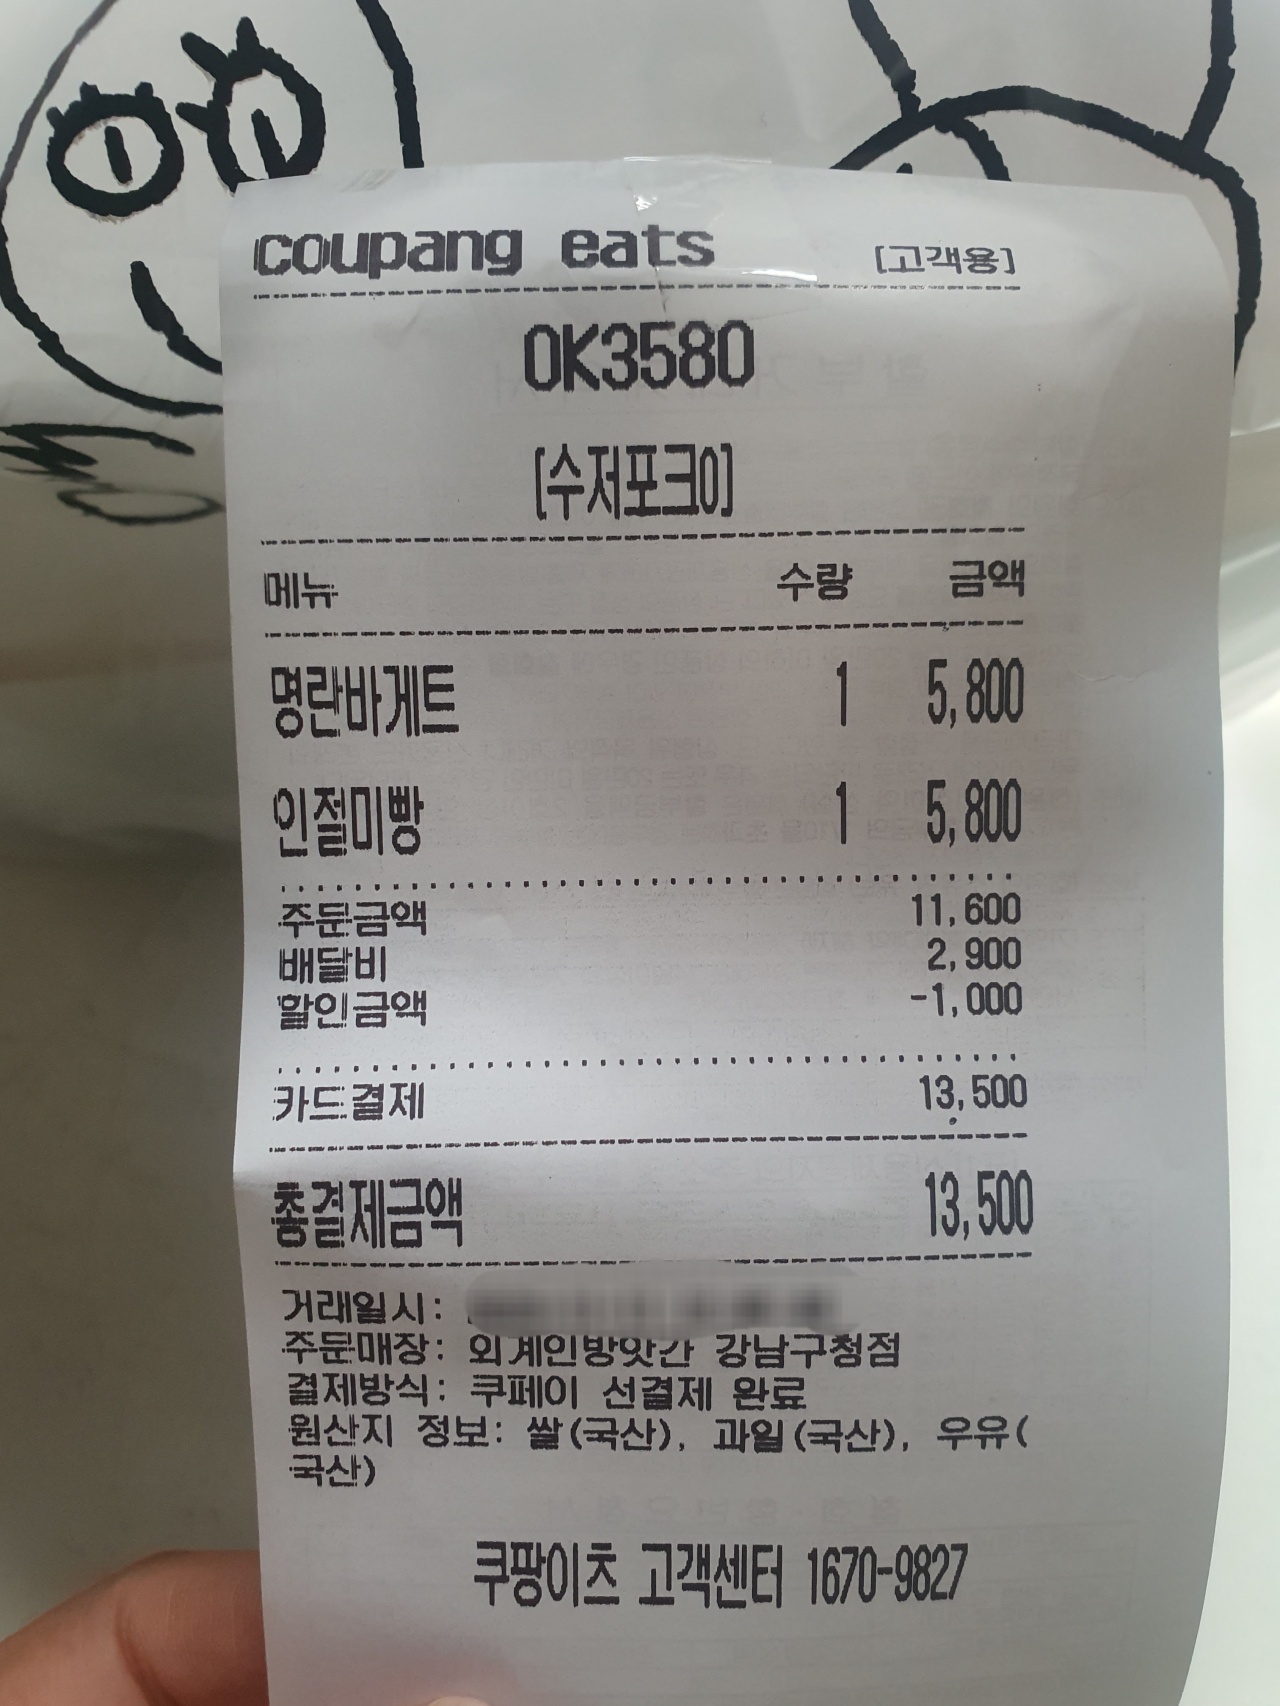 coupang eats [고객용]
0K3580
[수저포크0]
메뉴 수량 금액
명란바게트 1 5,800
인절미빵 1 5,800
주문금액 11,600
배달비 2,900
할인금액 -1,000
카드결제 13,500
총결제금액 13,500
거래일시:
주문매장: 외계인방앗간 강남구청점
결제방식: 쿠페이 선결제 완료
원산지 정보: 쌀(국산), 과일(국산), 우유(
국산)
쿠팡이츠 고객센터 1670-9827